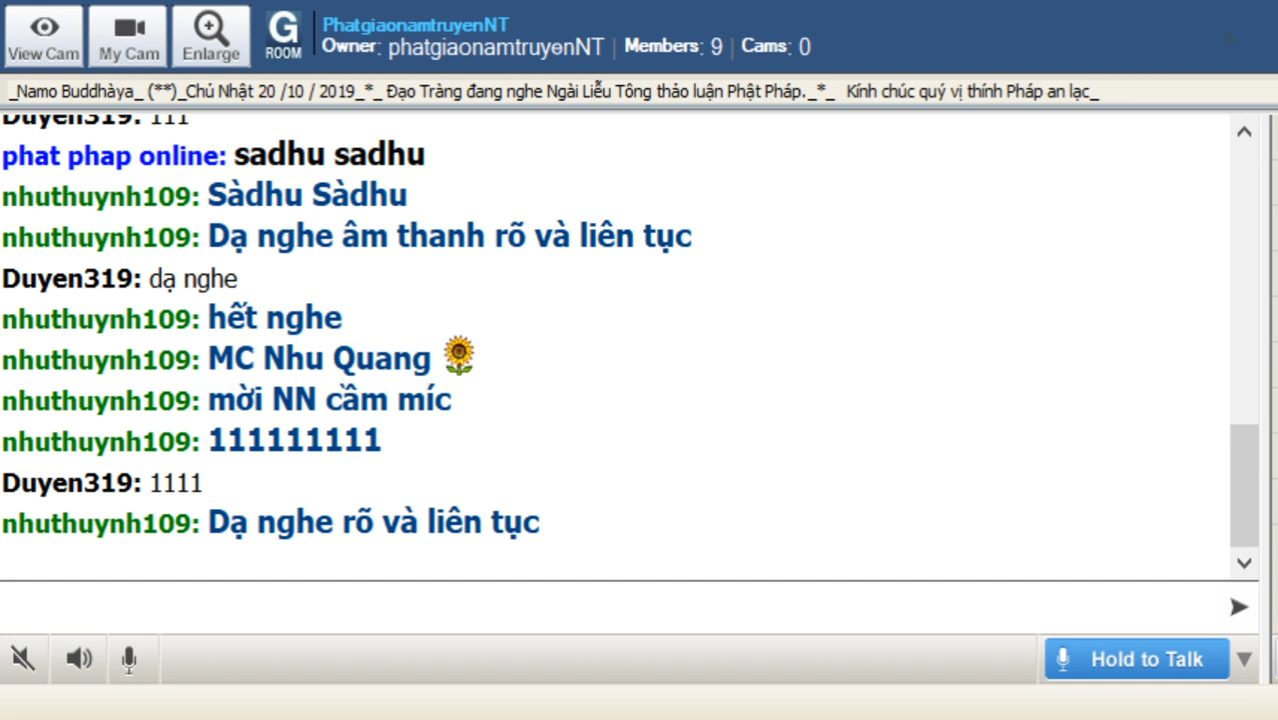 View Cam
My Cam
Enlarge
G
ROOM
PhatgiaonamtruyenNT
Owner: phatgiaonamtruyenNT | Members: 9 | Cams: 0
_Namo Buddhàya_ (**)_Chủ Nhật 20 /10 / 2019_*_ Đạo Tràng đang nghe Ngài Liễu Tông thảo luận Phật Pháp._*_ Kính chúc quý vị thính Pháp an lạc_
Duyen319: 111
phat phap online: sadhu sadhu
nhuthuynh109: Sàdhu Sàdhu
nhuthuynh109: Dạ nghe âm thanh rõ và liên tục
Duyen319: dạ nghe
nhuthuynh109: hết nghe
nhuthuynh109: MC Nhu Quang
nhuthuynh109: mời NN cầm míc
nhuthuynh109: 111111111
Duyen319: 1111
nhuthuynh109: Dạ nghe rõ và liên tục
Hold to Talk